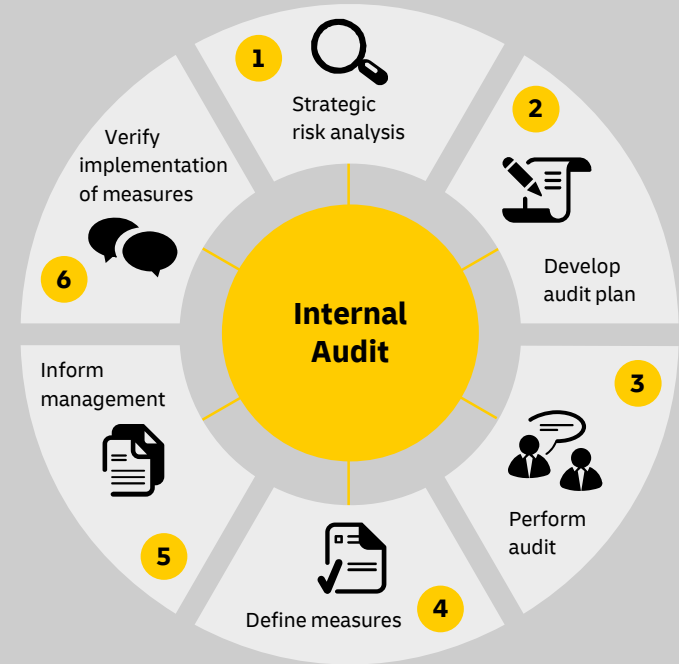 1
Strategic
risk analysis
2
Develop
audit plan
3
Perform
audit
4
Define measures
5
Inform
management
6
Verify
implementation
of measures
Internal
Audit